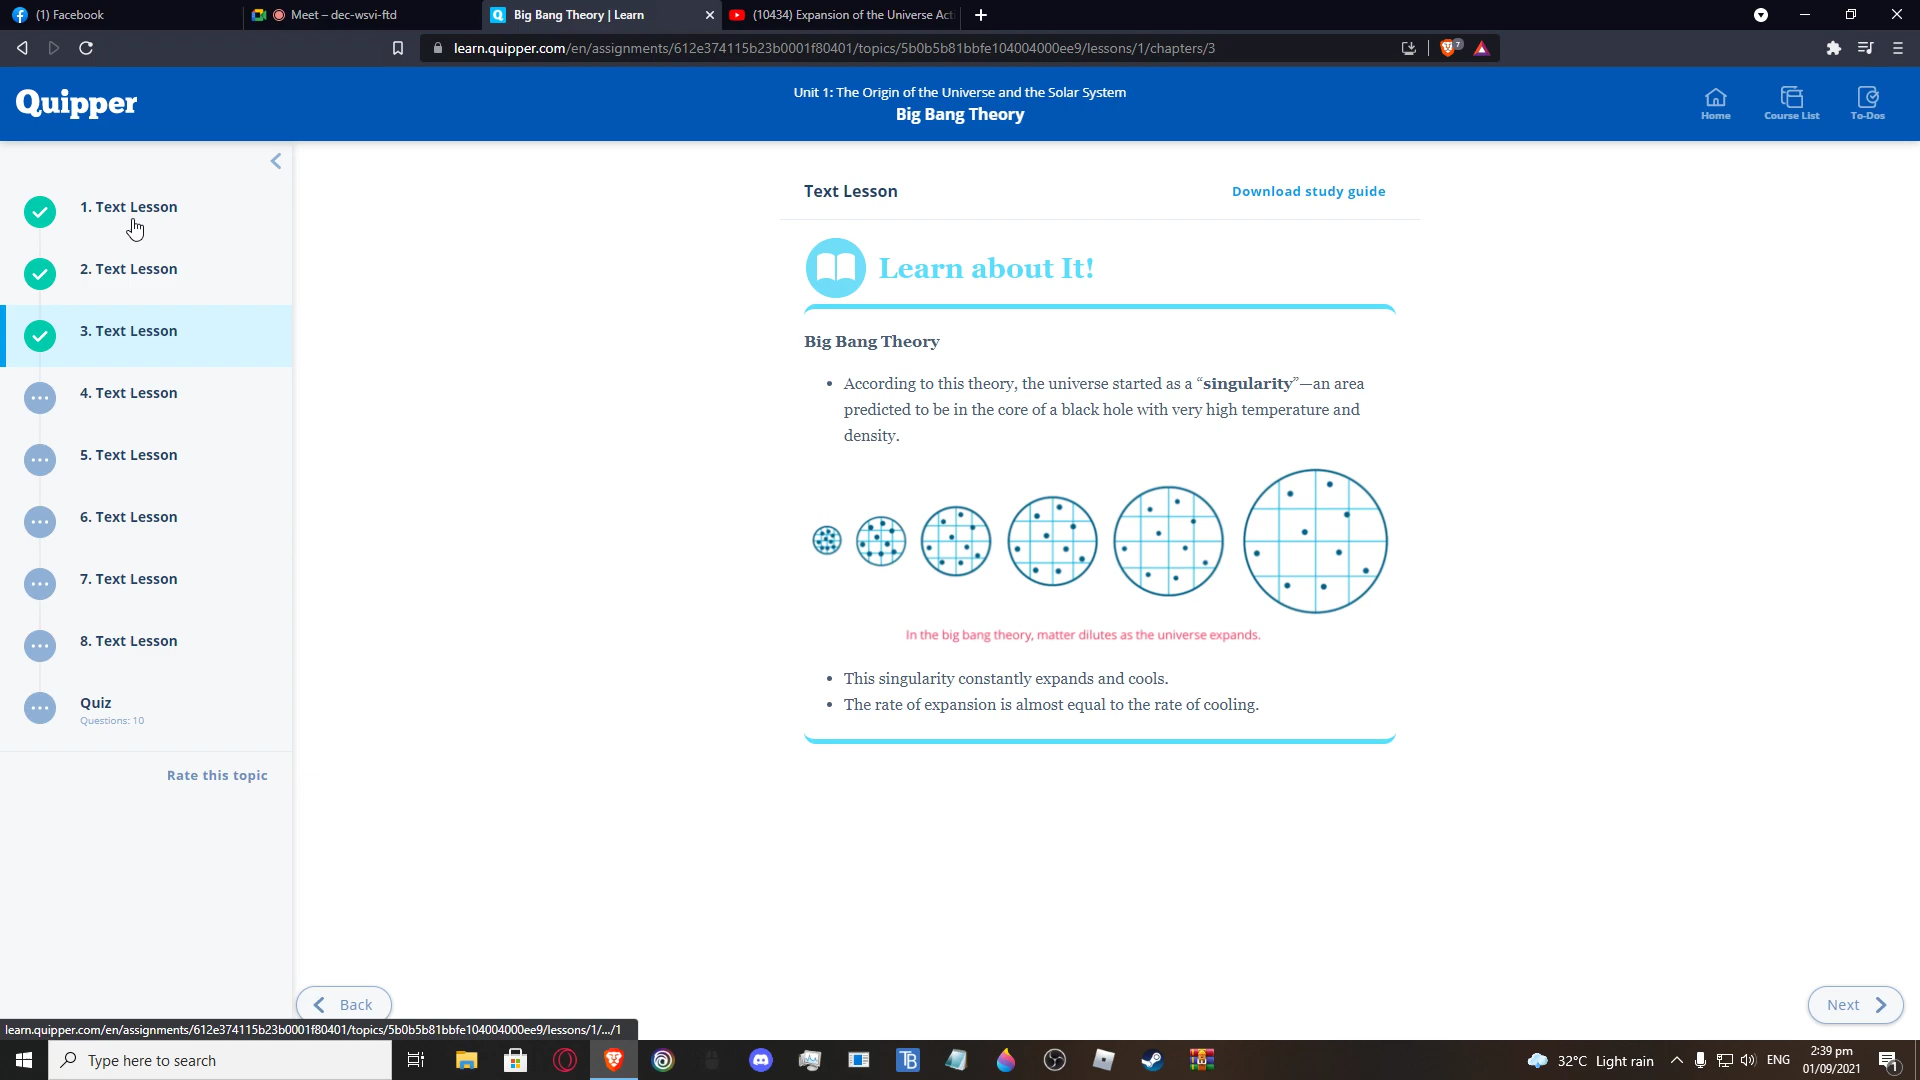 (1) Facebook
Meet – dec-wsvi-ftd
Big Bang Theory | Learn
(10434) Expansion of the Universe Act
learn.quipper.com/en/assignments/612e374115b23b0001f80401/topics/5b0b5b81bbfe104004000ee9/lessons/1/chapters/3
7
Quipper
Unit 1: The Origin of the Universe and the Solar System
Big Bang Theory
Home
Course List
To-Dos
1. Text Lesson
2. Text Lesson
3. Text Lesson
4. Text Lesson
5. Text Lesson
6. Text Lesson
7. Text Lesson
8. Text Lesson
Quiz
Questions: 10
Rate this topic
Text Lesson
Download study guide
Learn about It!
Big Bang Theory
• According to this theory, the universe started as a “singularity”—an area
predicted to be in the core of a black hole with very high temperature and
density.
In the big bang theory, matter dilutes as the universe expands.
• This singularity constantly expands and cools.
• The rate of expansion is almost equal to the rate of cooling.
Back
Next
learn.quipper.com/en/assignments/612e374115b23b0001f80401/topics/5b0b5b81bbfe104004000ee9/lessons/1/.../1
Type here to search
TB
32°C Light rain
ENG
2:39 pm
01/09/2021
1